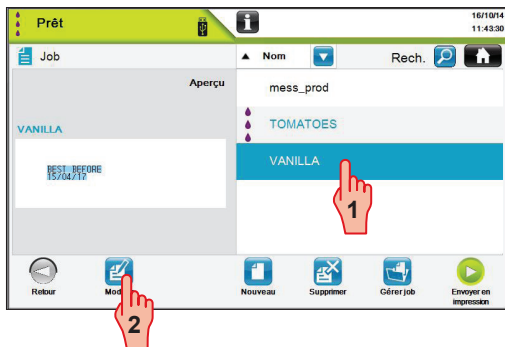 Prêt
16/10/14
11:43:30
Job
Nom
Rech.
Aperçu
mess_prod
TOMATOES
VANILLA
VANILLA
BEST BEFORE
15/04/17
1
Retour
Nouveau
Supprimer
Gérer job
Envoyer en
impression
2